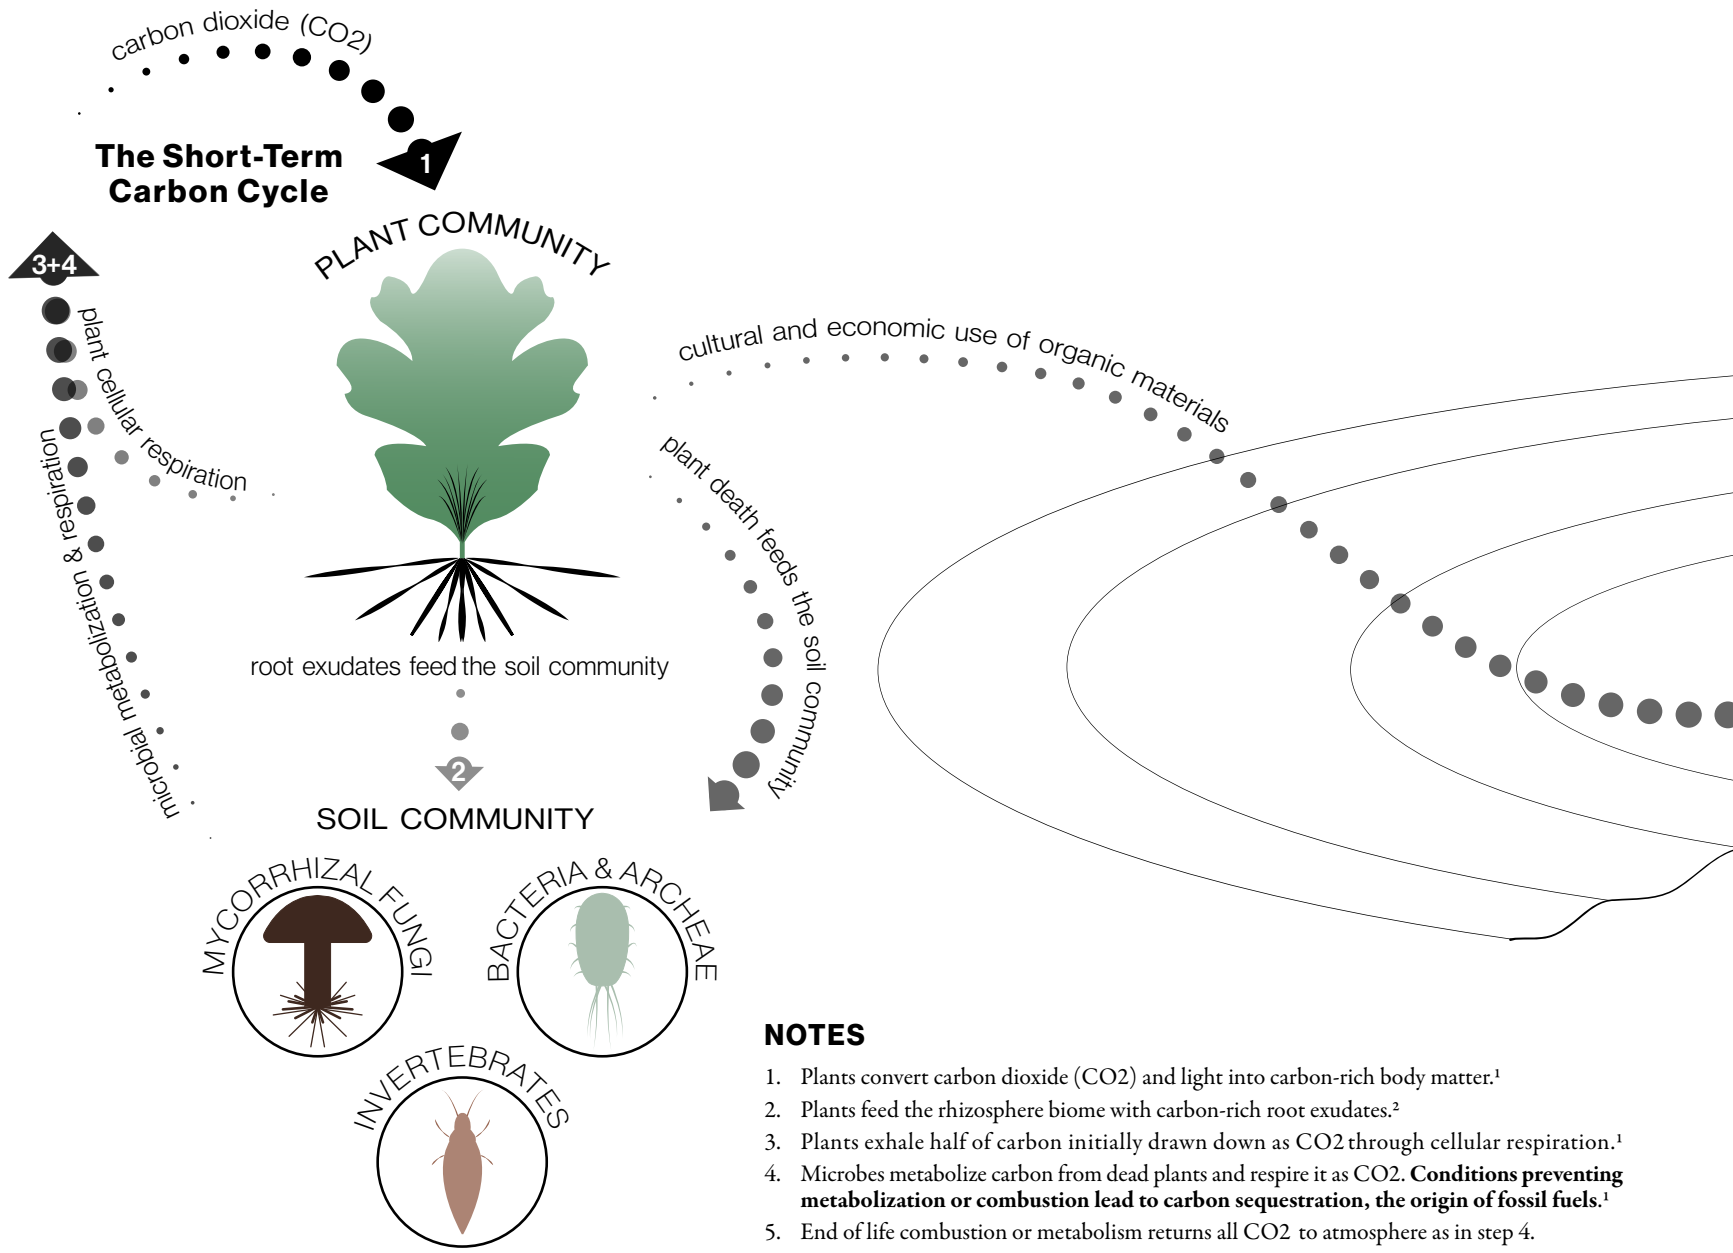 carbon dioxide (CO2)
The Short-Term
Carbon Cycle
1
PLANT COMMUNITY
3+4
plant cellular respiration
microbial metabolization & respiration
cultural and economic use of organic materials
plant death feeds the soil community
root exudates feed the soil community
2
SOIL COMMUNITY
MYCORRHIZAL FUNGI
BACTERIA & ARCHEAE
INVERTEBRATES
NOTES
1. Plants convert carbon dioxide (CO2) and light into carbon-rich body matter.¹
2. Plants feed the rhizosphere biome with carbon-rich root exudates.²
3. Plants exhale half of carbon initially drawn down as CO2 through cellular respiration.¹
4. Microbes metabolize carbon from dead plants and respire it as CO2. Conditions preventing
metabolization or combustion lead to carbon sequestration, the origin of fossil fuels.¹
5. End of life combustion or metabolism returns all CO2 to atmosphere as in step 4.